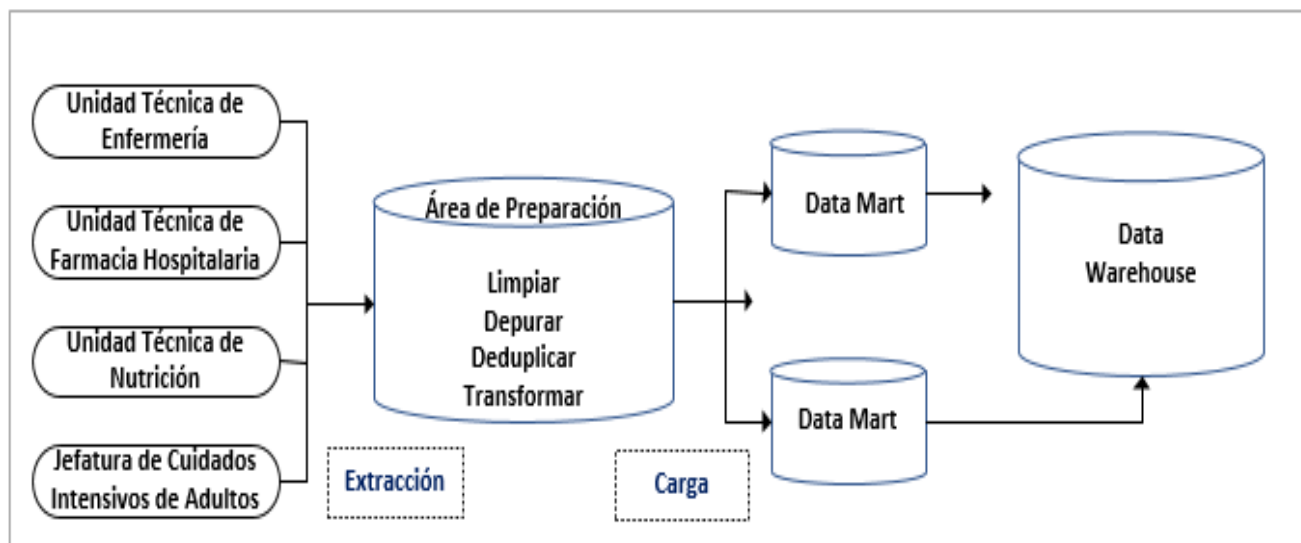 Unidad Técnica de
Enfermería
Unidad Técnica de
Farmacia Hospitalaria
Unidad Técnica de
Nutrición
Jefatura de Cuidados
Intensivos de Adultos
Extracción
Área de Preparación
Limpiar
Depurar
Deduplicar
Transformar
Carga
Data Mart
Data Mart
Data
Warehouse